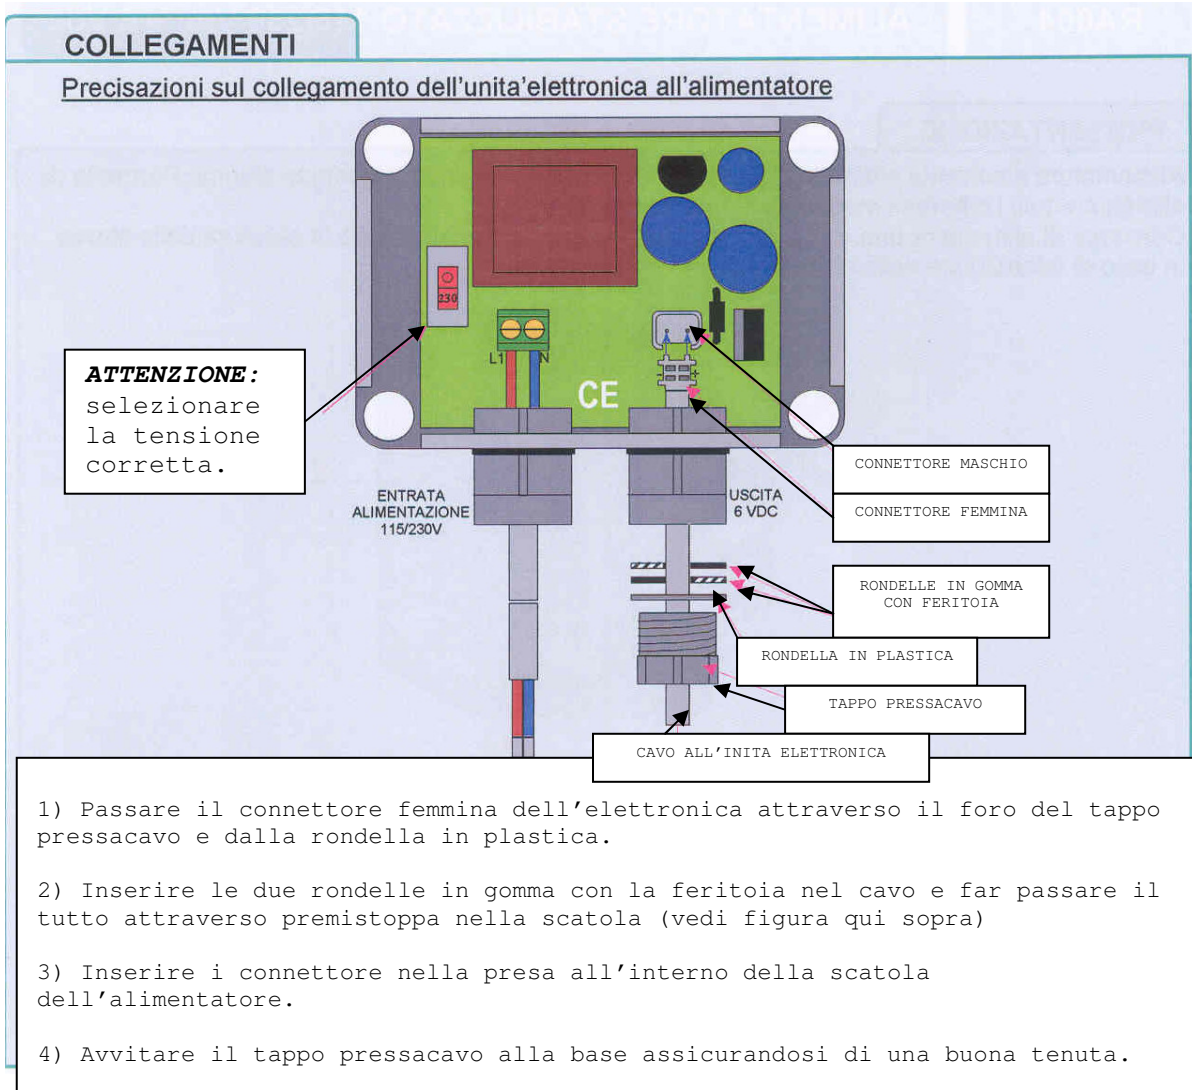 COLLEGAMENTI
Precisazioni sul collegamento dell'unita'elettronica all'alimentatore
230
L1
N
-
+
CE
ATTENZIONE:
selezionare
la tensione
corretta.
ENTRATA
ALIMENTAZIONE
115/230V
USCITA
6 VDC
CONNETTORE MASCHIO
CONNETTORE FEMMINA
RONDELLE IN GOMMA
CON FERITOIA
RONDELLA IN PLASTICA
TAPPO PRESSACAVO
CAVO ALL'INITA ELETTRONICA
1) Passare il connettore femmina dell'elettronica attraverso il foro del tappo
pressacavo e dalla rondella in plastica.
2) Inserire le due rondelle in gomma con la feritoia nel cavo e far passare il
tutto attraverso premistoppa nella scatola (vedi figura qui sopra)
3) Inserire i connettore nella presa all'interno della scatola
dell'alimentatore.
4) Avvitare il tappo pressacavo alla base assicurandosi di una buona tenuta.